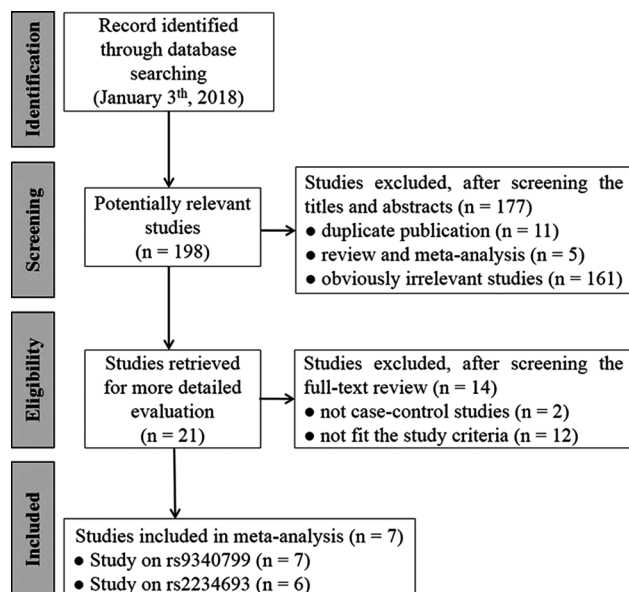 Identification
Record identified
through database
searching
(January 3th, 2018)
Screening
Potentially relevant
studies
(n = 198)
Studies excluded, after screening the
titles and abstracts (n = 177)
● duplicate publication (n = 11)
● review and meta-analysis (n = 5)
● obviously irrelevant studies (n = 161)
Eligibility
Studies retrieved
for more detailed
evaluation
(n = 21)
Studies excluded, after screening the
full-text review (n = 14)
● not case-control studies (n = 2)
● not fit the study criteria (n = 12)
Included
Studies included in meta-analysis (n = 7)
● Study on rs9340799 (n = 7)
● Study on rs2234693 (n = 6)